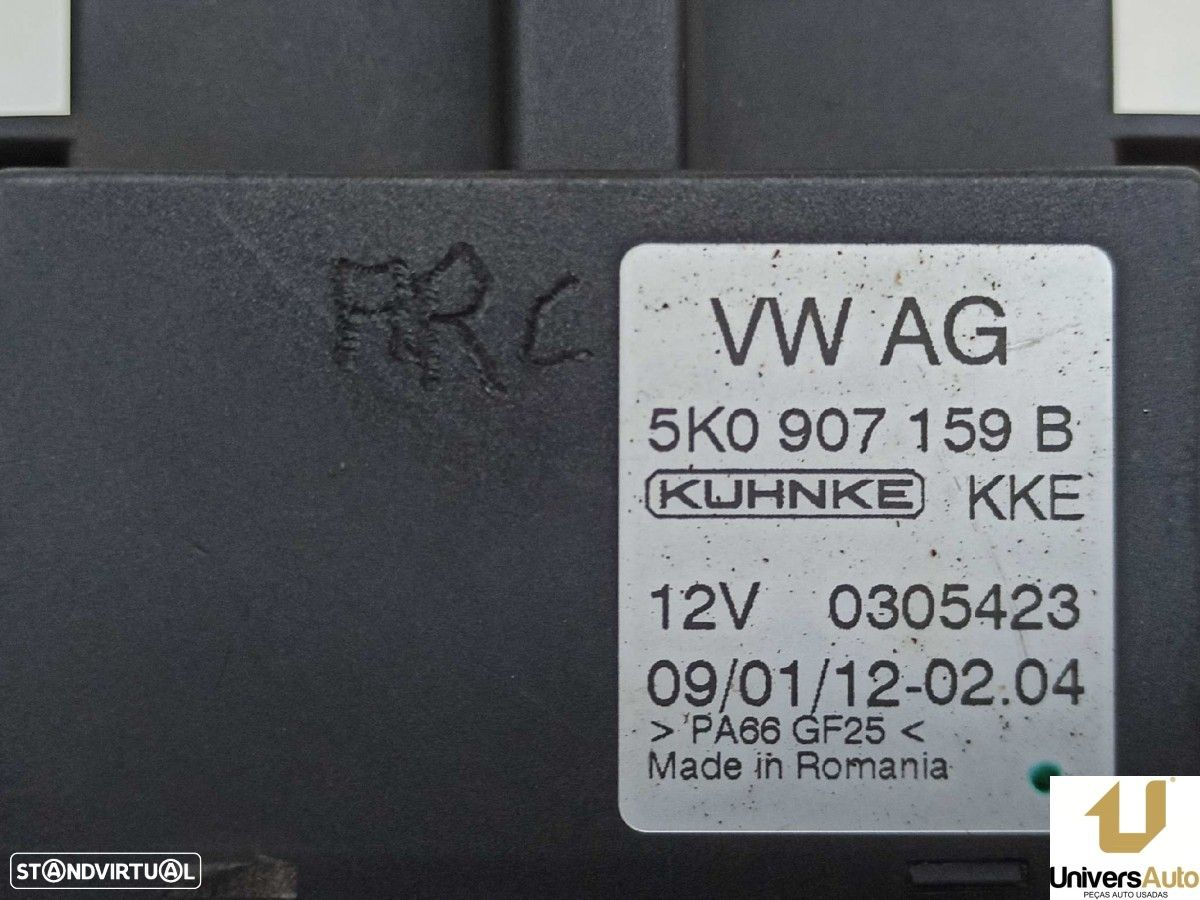 VW AG
5K0 907 159 B
KUHNKE KKE
12V 0305423
09/01/12-02.04
> PA66 GF25 <
Made in Romania
STANDVIRTUAL
UniversAuto
PEÇAS AUTO USADAS